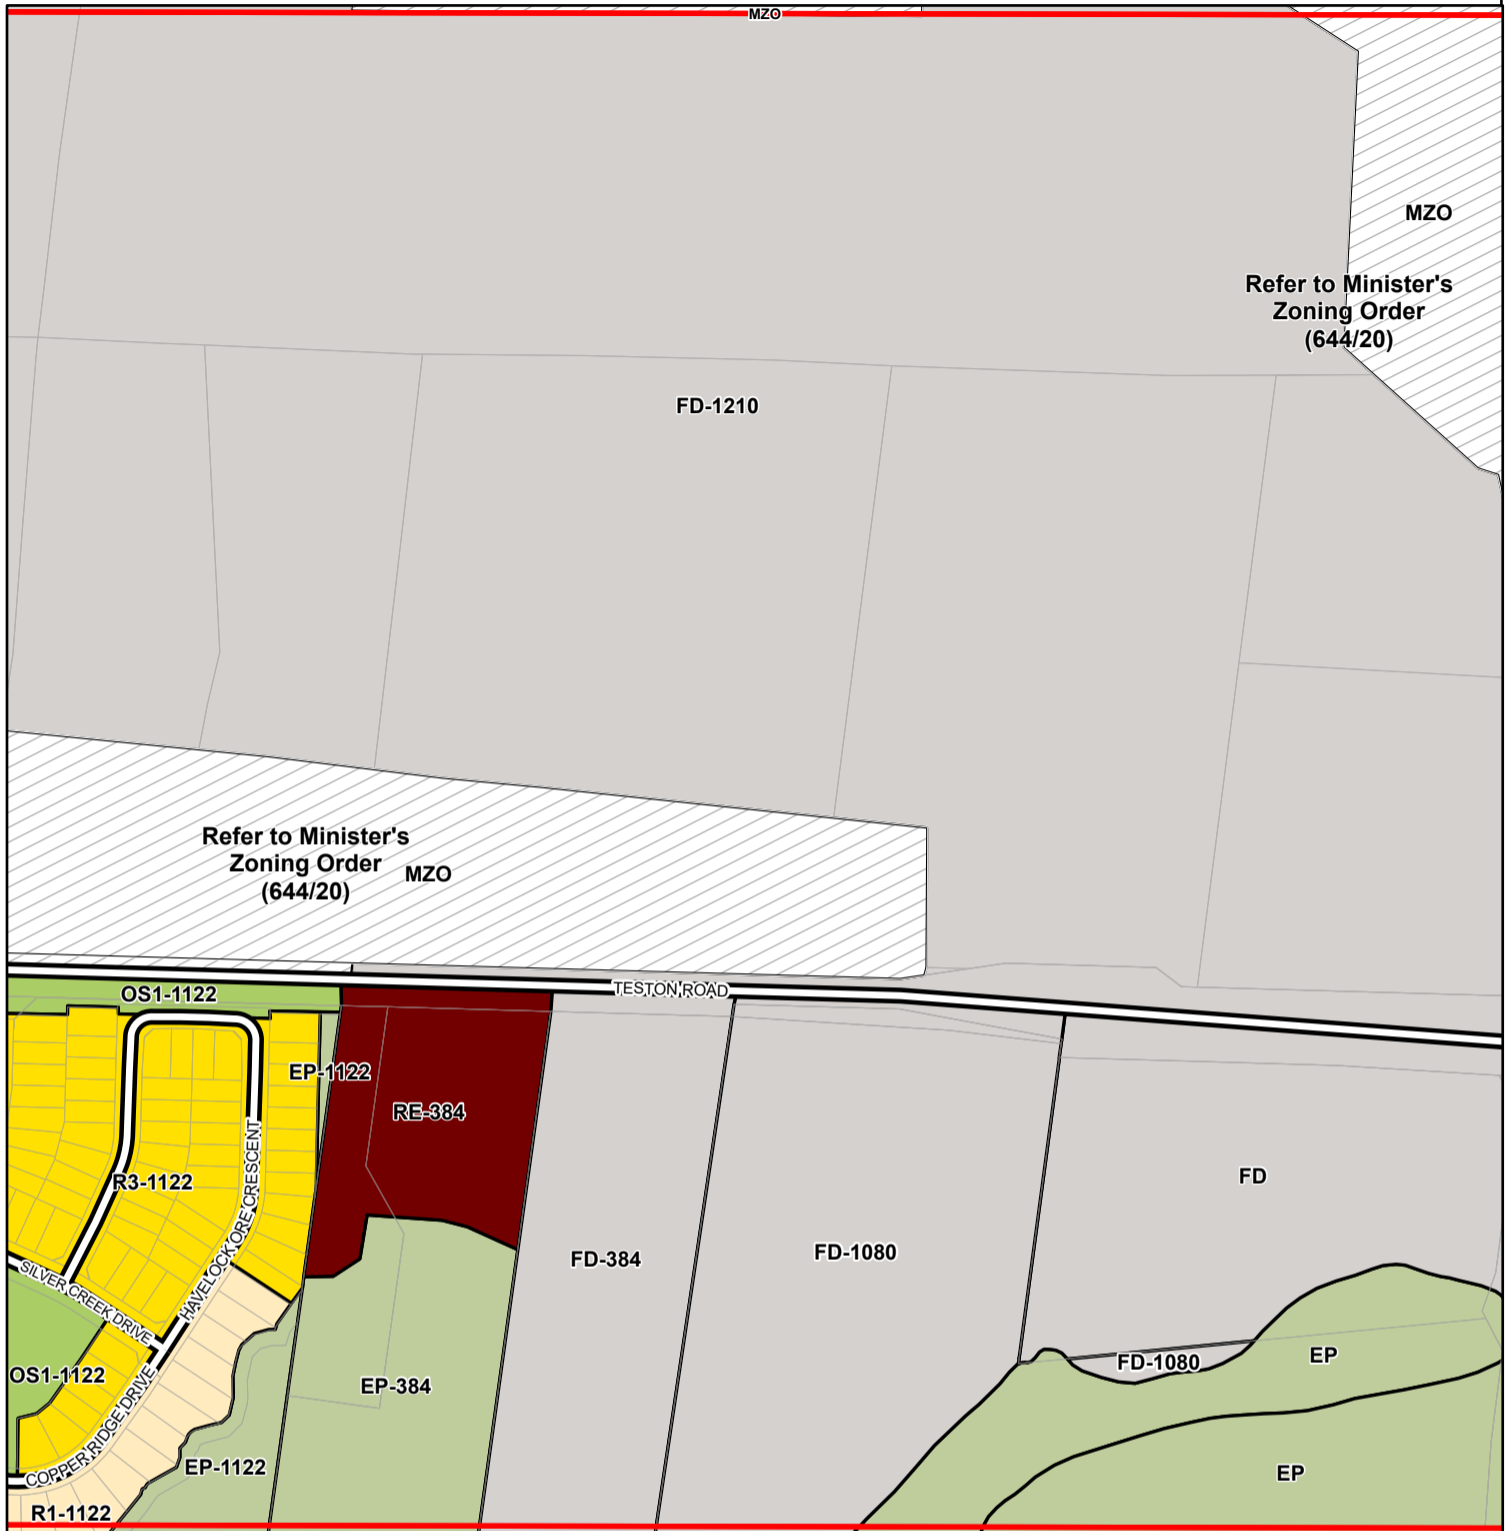 MZO
MZO
Refer to Minister's
Zoning Order
(644/20)
FD-1210
Refer to Minister's
Zoning Order
(644/20)
MZO
TESTON ROAD
OS1-1122
EP-1122
RE-384
R3-1122
HAVELOCK ORE CRESCENT
FD
FD-384
FD-1080
SILVER CREEK DRIVE
OS1-1122
FD-1080
EP
EP-384
COPPER RIDGE DRIVE
EP-1122
EP
R1-1122